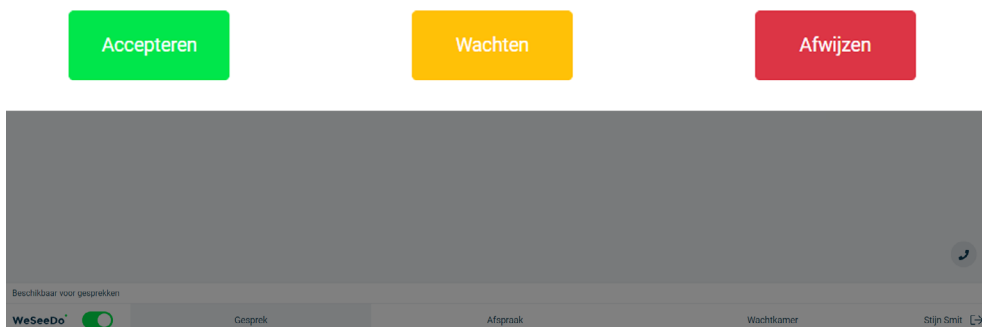 Accepteren Wachten Afwijzen
Beschikbaar voor gesprekken
WeSeeDo Gesprek Afspraak Wachtkamer Stijn Smit